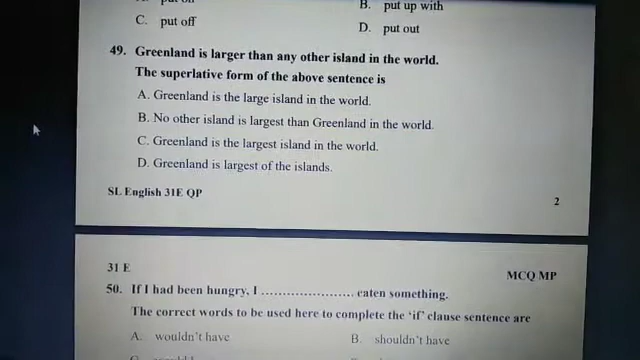 B. put up with
C. put off
D. put out
49. Greenland is larger than any other island in the world.
The superlative form of the above sentence is
A. Greenland is the large island in the world.
B. No other island is largest than Greenland in the world.
C. Greenland is the largest island in the world.
D. Greenland is largest of the islands.
SL English 31E QP
2
31 E
MCQ MP
50. If I had been hungry, I ..................... eaten something.
The correct words to be used here to complete the ‘if’ clause sentence are
A. wouldn’t have
B. shouldn’t have